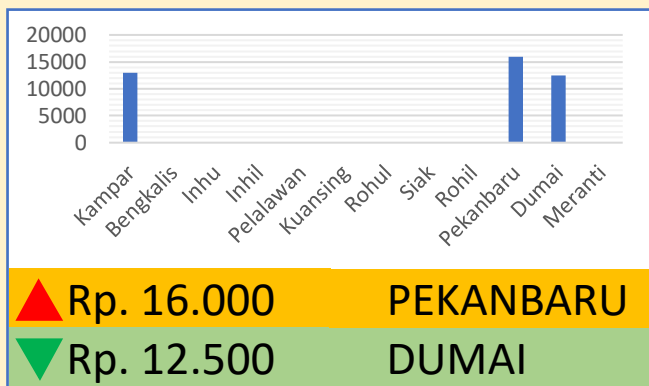 20000
15000
10000
5000
0
Kampar
Bengkalis
Inhu
Inhil
Pelalawan
Kuansing
Rohul
Siak
Rohil
Pekanbaru
Dumai
Meranti
Rp. 16.000 PEKANBARU
Rp. 12.500 DUMAI